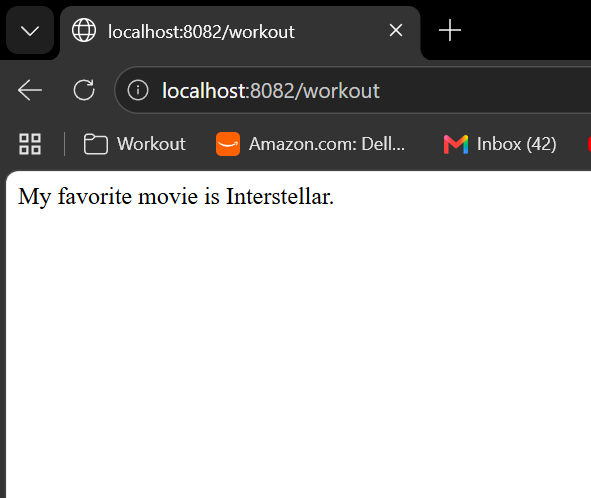 localhost:8082/workout
localhost:8082/workout
Workout Amazon.com: Dell... Inbox (42)
My favorite movie is Interstellar.